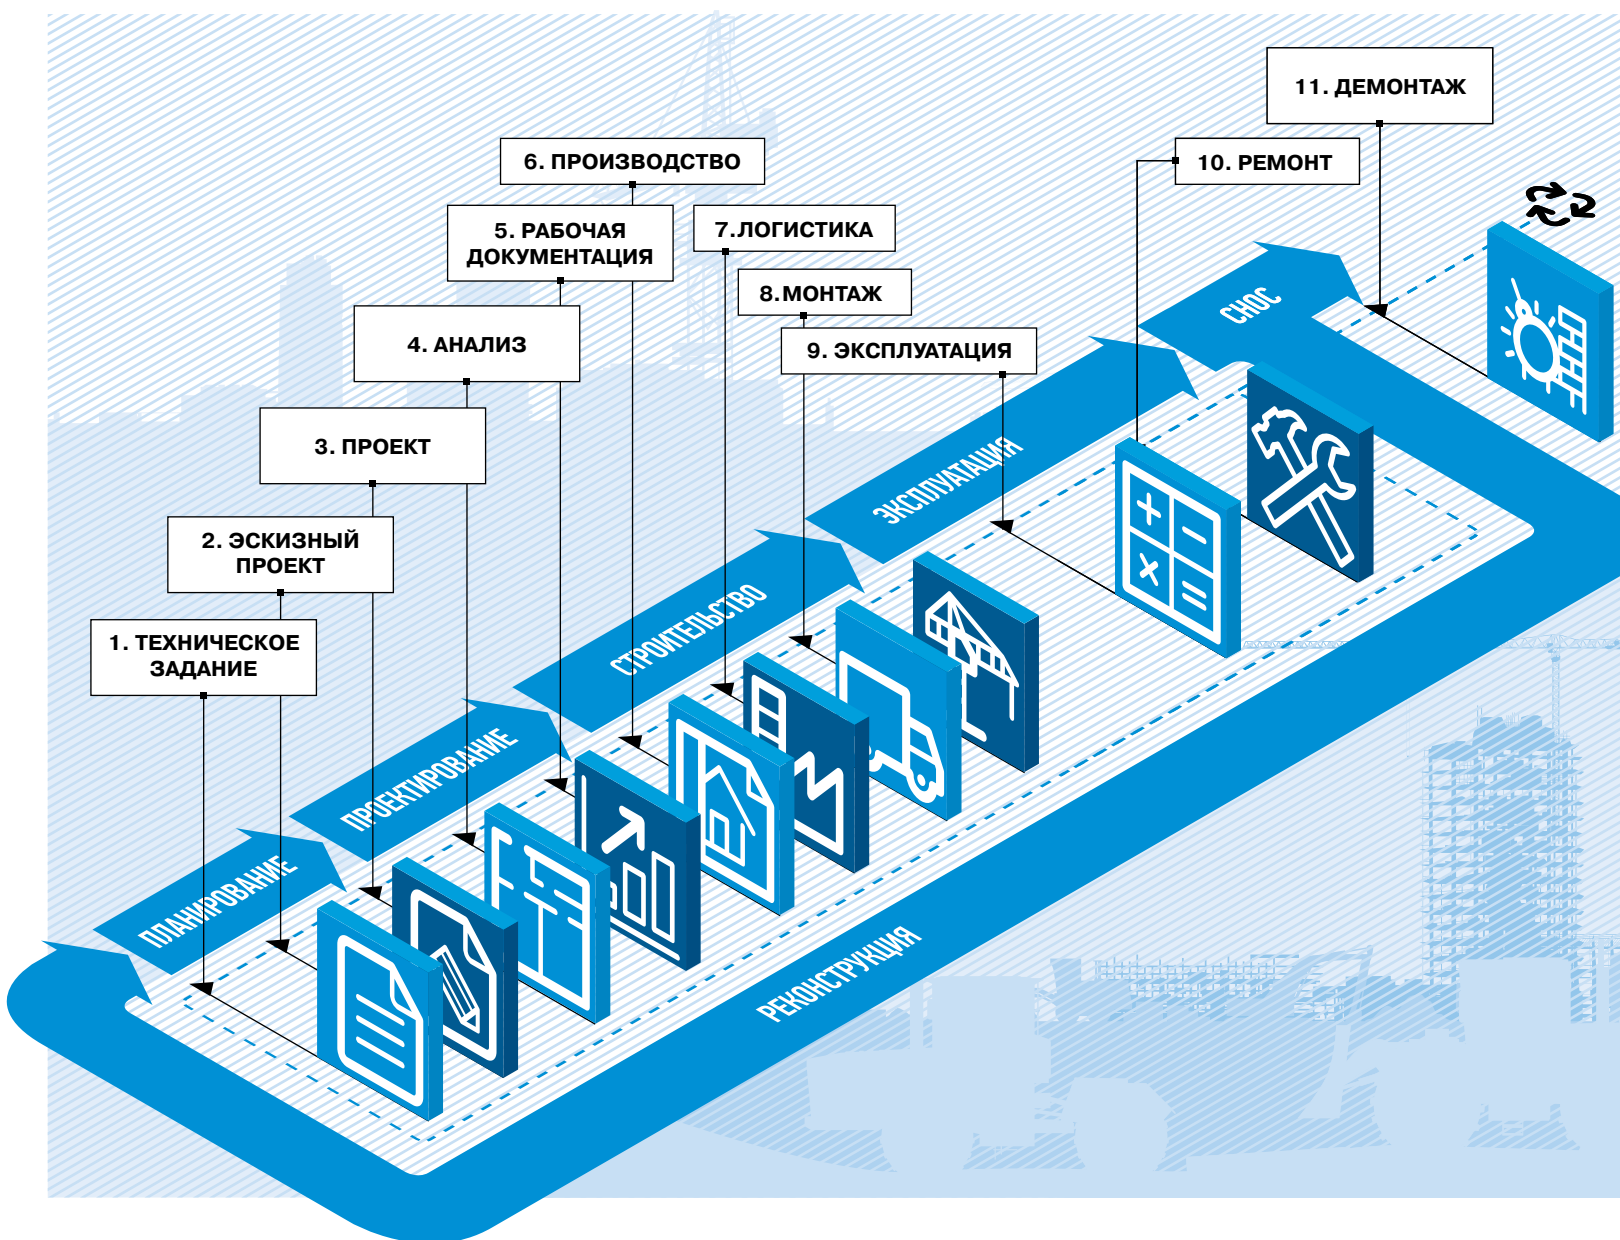 11. ДЕМОНТАЖ
6. ПРОИЗВОДСТВО
10. РЕМОНТ
5. РАБОЧАЯ
ДОКУМЕНТАЦИЯ
7.ЛОГИСТИКА
8.МОНТАЖ
4. АНАЛИЗ
9. ЭКСПЛУАТАЦИЯ
3. ПРОЕКТ
2. ЭСКИЗНЫЙ
ПРОЕКТ
1. ТЕХНИЧЕСКОЕ
ЗАДАНИЕ
ПЛАНИРОВАНИЕ
ПРОЕКТИРОВАНИЕ
СТРОИТЕЛЬСТВО
ЭКСПЛУАТАЦИЯ
СНОС
РЕКОНСТРУКЦИЯ